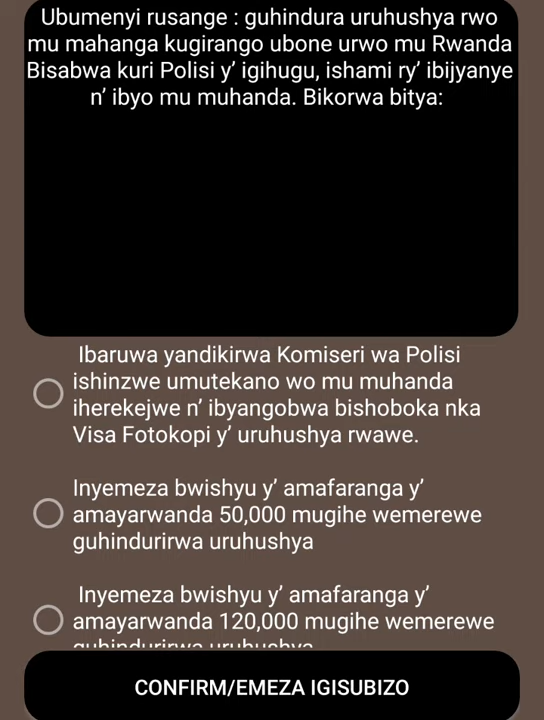 Ubumenyi rusange : guhindura uruhushya rwo
mu mahanga kugirango ubone urwo mu Rwanda
Bisabwa kuri Polisi y' igihugu, ishami ry' ibijyanye
n' ibyo mu muhanda. Bikorwa bitya:
Ibaruwa yandikirwa Komiseri wa Polisi
ishinzwe umutekano wo mu muhanda
iherekejwe n' ibyangobwa bishoboka nka
Visa Fotokopi y' uruhushya rwawe.
Inyemeza bwishyu y' amafaranga y'
amayarwanda 50,000 mugihe wemerewe
guhindurirwa uruhushya
Inyemeza bwishyu y' amafaranga y'
amayarwanda 120,000 mugihe wemerewe
guhindurirwa uruhushya
CONFIRM/EMEZA IGISUBIZO